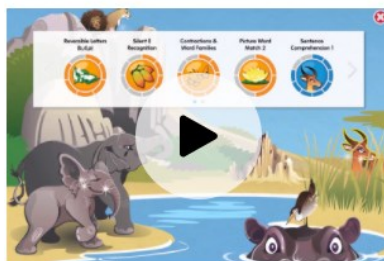 Reversible Letters
B,d,p,t
Silent E
Recognition
Contractions &
Word Families
Picture Word
Match 2
Sentence
Comprehension 1